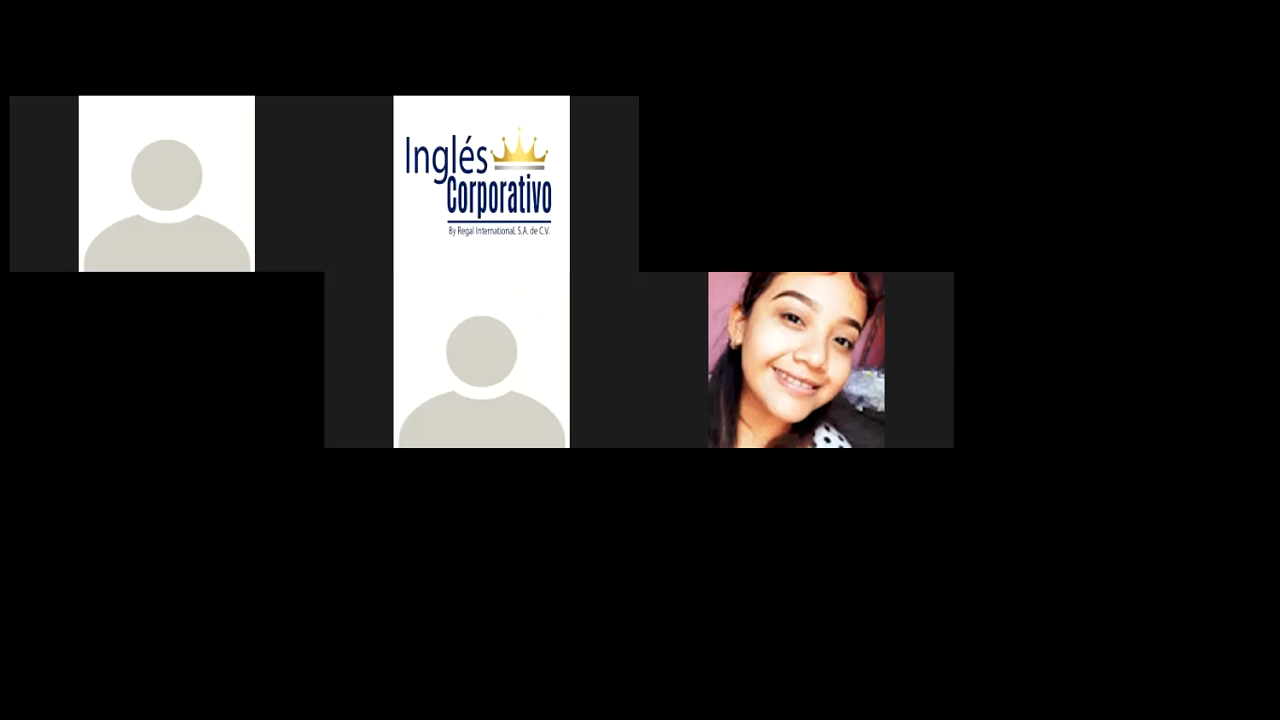 Inglés
Corporativo
By Regal International, S.A. de C.V.